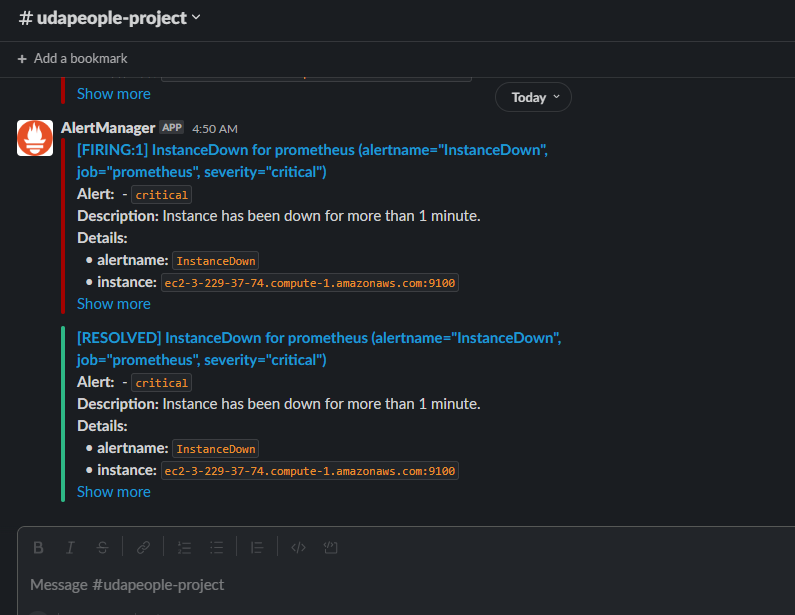 # udapeople-project
+ Add a bookmark
Show more
Today
AlertManager APP 4:50 AM
[FIRING:1] InstanceDown for prometheus (alertname="InstanceDown",
job="prometheus", severity="critical")
Alert: - critical
Description: Instance has been down for more than 1 minute.
Details:
• alertname: InstanceDown
• instance: ec2-3-229-37-74.compute-1.amazonaws.com:9100
Show more
[RESOLVED] InstanceDown for prometheus (alertname="InstanceDown",
job="prometheus", severity="critical")
Alert: - critical
Description: Instance has been down for more than 1 minute.
Details:
• alertname: InstanceDown
• instance: ec2-3-229-37-74.compute-1.amazonaws.com:9100
Show more
B I S
Message #udapeople-project